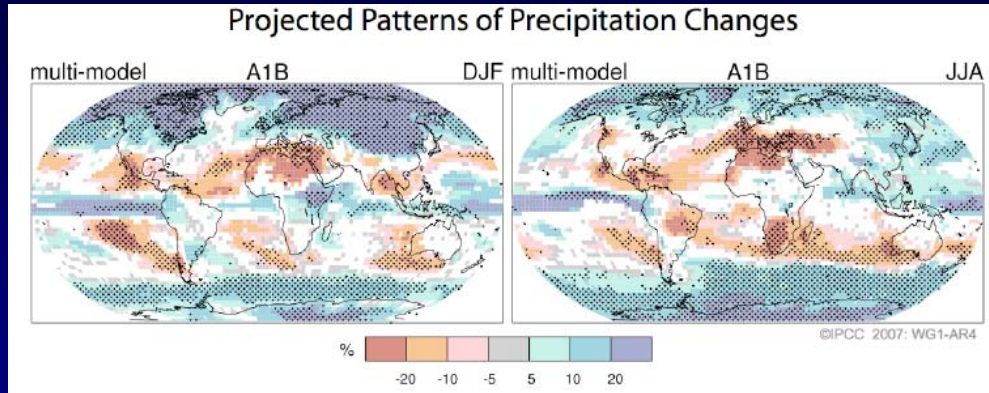 Projected Patterns of Precipitation Changes
multi-model A1B DJF multi-model A1B JJA
©IPCC 2007: WG1-AR4
%
-20 -10 -5 5 10 20